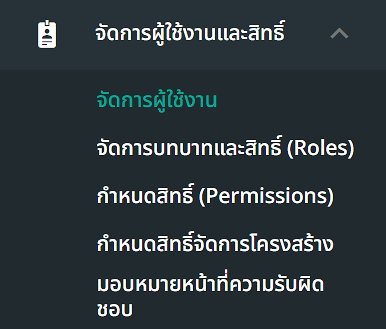 จัดการผู้ใช้งานและสิทธิ์
จัดการผู้ใช้งาน
จัดการบทบาทและสิทธิ์ (Roles)
กำหนดสิทธิ์ (Permissions)
กำหนดสิทธิ์จัดการโครงสร้าง
มอบหมายหน้าที่ความรับผิด
ชอบ